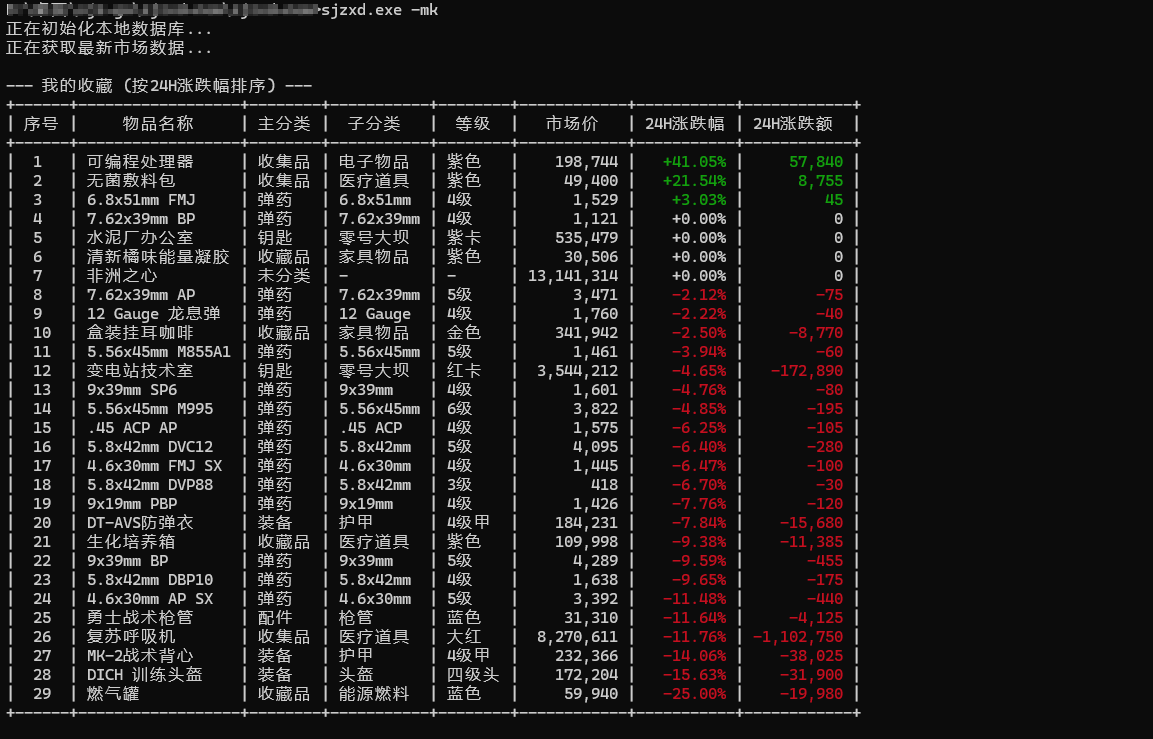 sjzxd.exe -mk
正在初始化本地数据库...
正在获取最新市场数据...
--- 我的收藏 (按24H涨跌幅排序) ---
+------+------------------+--------+-----------+--------+------------+-----------+------------+
| 序号 | 物品名称 | 主分类 | 子分类 | 等级 | 市场价 | 24H涨跌幅 | 24H涨跌额 |
+------+------------------+--------+-----------+--------+------------+-----------+------------+
| 1 | 可编程处理器 | 收集品 | 电子物品 | 紫色 | 198,744 | +41.05% | 57,840 |
| 2 | 无菌敷料包 | 收集品 | 医疗道具 | 紫色 | 49,400 | +21.54% | 8,755 |
| 3 | 6.8x51mm FMJ | 弹药 | 6.8x51mm | 4级 | 1,529 | +3.03% | 45 |
| 4 | 7.62x39mm BP | 弹药 | 7.62x39mm | 4级 | 1,121 | +0.00% | 0 |
| 5 | 水泥厂办公室 | 钥匙 | 零号大坝 | 紫卡 | 535,479 | +0.00% | 0 |
| 6 | 清新橘味能量凝胶 | 收藏品 | 家具物品 | 紫色 | 30,506 | +0.00% | 0 |
| 7 | 非洲之心 | 未分类 | - | - | 13,141,314 | +0.00% | 0 |
| 8 | 7.62x39mm AP | 弹药 | 7.62x39mm | 5级 | 3,471 | -2.12% | -75 |
| 9 | 12 Gauge 龙息弹 | 弹药 | 12 Gauge | 4级 | 1,760 | -2.22% | -40 |
| 10 | 盒装挂耳咖啡 | 收藏品 | 家具物品 | 金色 | 341,942 | -2.50% | -8,770 |
| 11 | 5.56x45mm M855A1 | 弹药 | 5.56x45mm | 5级 | 1,461 | -3.94% | -60 |
| 12 | 变电站技术室 | 钥匙 | 零号大坝 | 红卡 | 3,544,212 | -4.65% | -172,890 |
| 13 | 9x39mm SP6 | 弹药 | 9x39mm | 4级 | 1,601 | -4.76% | -80 |
| 14 | 5.56x45mm M995 | 弹药 | 5.56x45mm | 6级 | 3,822 | -4.85% | -195 |
| 15 | .45 ACP AP | 弹药 | .45 ACP | 4级 | 1,575 | -6.25% | -105 |
| 16 | 5.8x42mm DVC12 | 弹药 | 5.8x42mm | 5级 | 4,095 | -6.40% | -280 |
| 17 | 4.6x30mm FMJ SX | 弹药 | 4.6x30mm | 4级 | 1,445 | -6.47% | -100 |
| 18 | 5.8x42mm DVP88 | 弹药 | 5.8x42mm | 3级 | 418 | -6.70% | -30 |
| 19 | 9x19mm PBP | 弹药 | 9x19mm | 4级 | 1,426 | -7.76% | -120 |
| 20 | DT-AVS防弹衣 | 装备 | 护甲 | 4级甲 | 184,231 | -7.84% | -15,680 |
| 21 | 生化培养箱 | 收藏品 | 医疗道具 | 紫色 | 109,998 | -9.38% | -11,385 |
| 22 | 9x39mm BP | 弹药 | 9x39mm | 5级 | 4,289 | -9.59% | -455 |
| 23 | 5.8x42mm DBP10 | 弹药 | 5.8x42mm | 4级 | 1,638 | -9.65% | -175 |
| 24 | 4.6x30mm AP SX | 弹药 | 4.6x30mm | 5级 | 3,392 | -11.48% | -440 |
| 25 | 勇士战术枪管 | 配件 | 枪管 | 蓝色 | 31,310 | -11.64% | -4,125 |
| 26 | 复苏呼吸机 | 收集品 | 医疗道具 | 大红 | 8,270,611 | -11.76% | -1,102,750 |
| 27 | MK-2战术背心 | 装备 | 护甲 | 4级甲 | 232,366 | -14.06% | -38,025 |
| 28 | DICH 训练头盔 | 装备 | 头盔 | 四级头 | 172,204 | -15.63% | -31,900 |
| 29 | 燃气罐 | 收藏品 | 能源燃料 | 蓝色 | 59,940 | -25.00% | -19,980 |
+------+------------------+--------+-----------+--------+------------+-----------+------------+